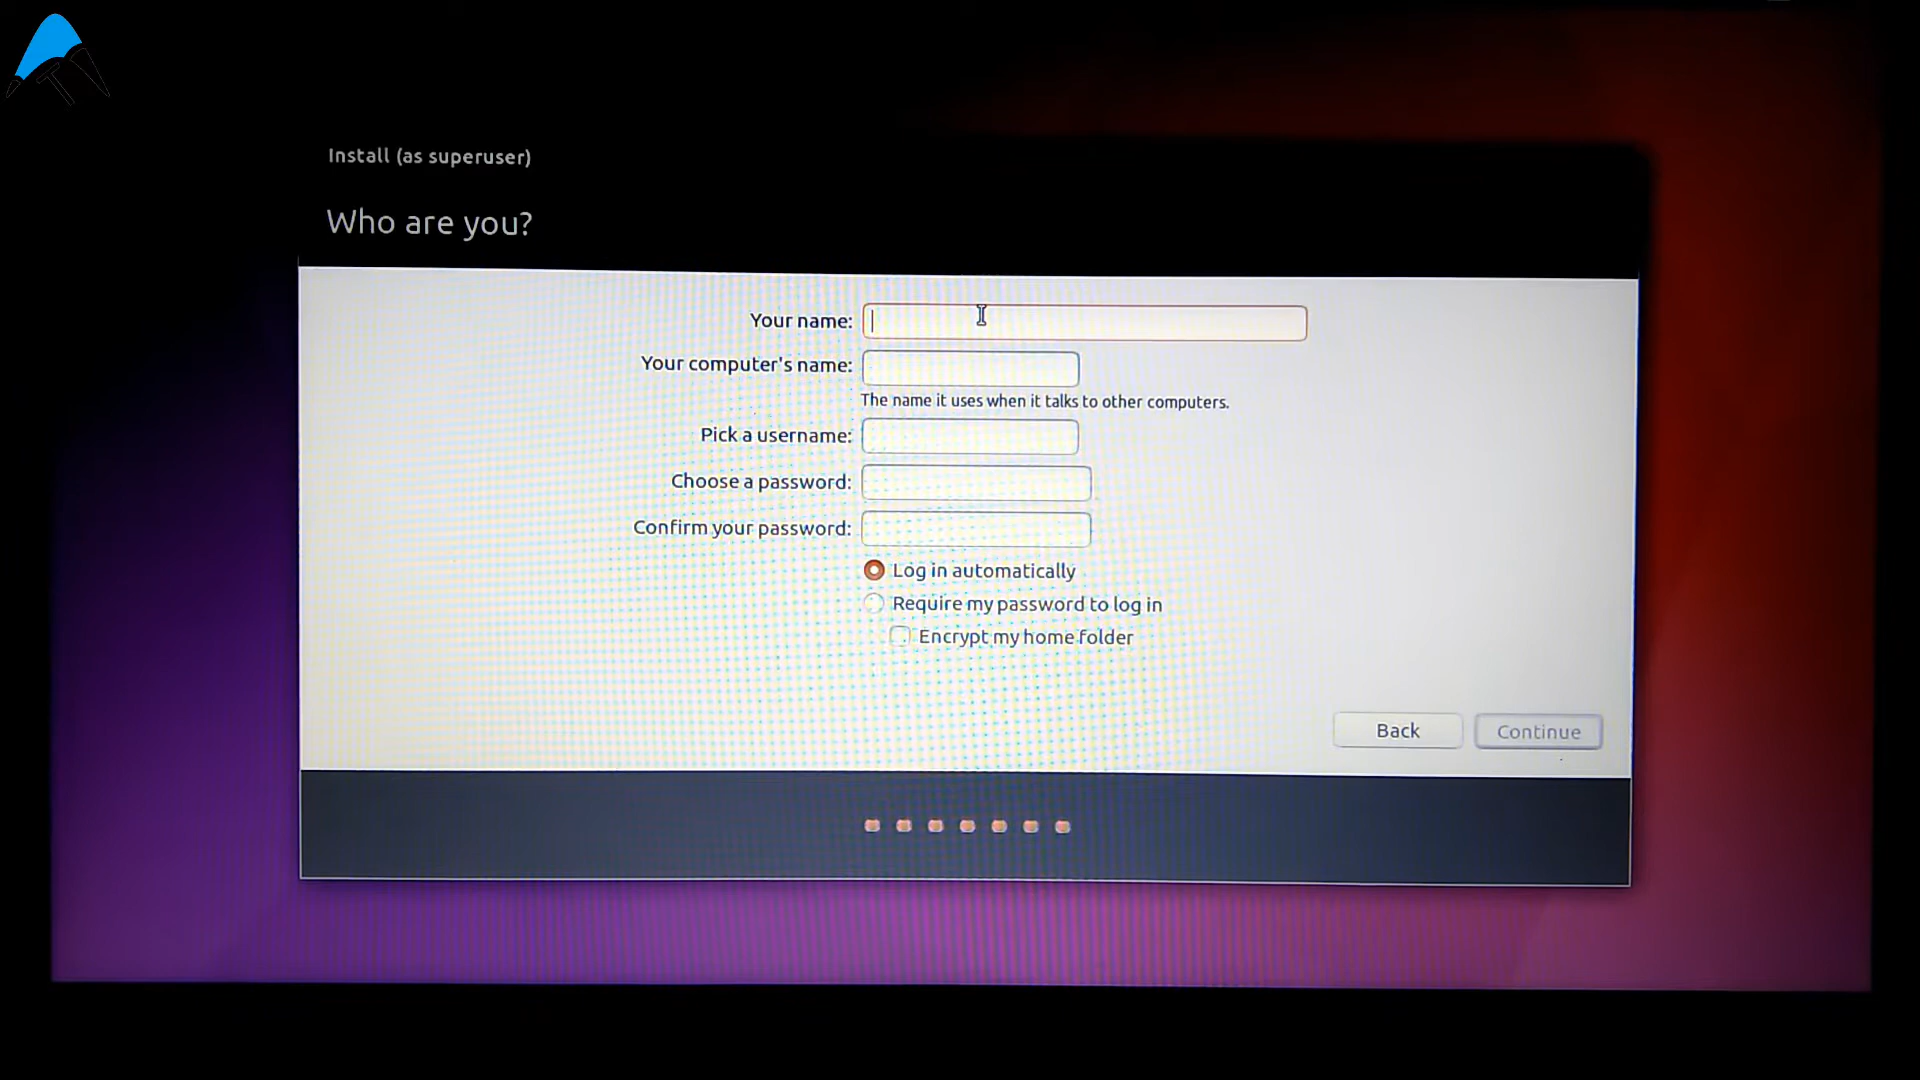 Install (as superuser)
Who are you?
Your name:
Your computer's name:
The name it uses when it talks to other computers.
Pick a username:
Choose a password:
Confirm your password:
Log in automatically
Require my password to log in
Encrypt my home folder
Back
Continue